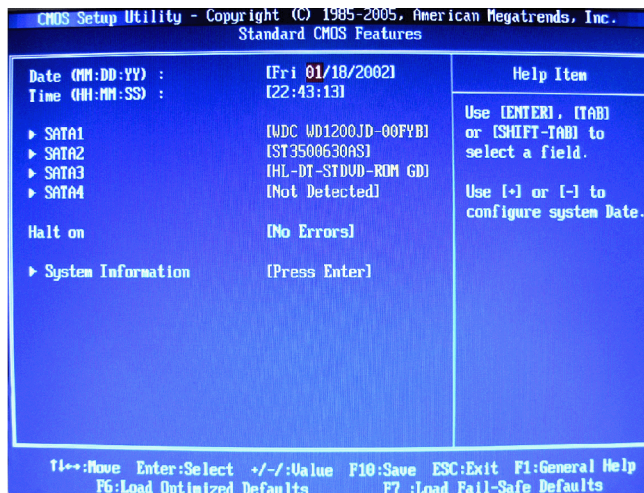 CMOS Setup Utility - Copyright (C) 1985-2005, American Megatrends, Inc.
Standard CMOS Features
Date (MM:DD:YY) : [Fri 01/18/2002]
Time (HH:MM:SS) : [22:43:13]
▶ SATA1 [WDC WD1200JD-00FYB]
▶ SATA2 [ST3500630AS]
▶ SATA3 [HL-DT-STDVD-ROM GD]
▶ SATA4 [Not Detected]
Halt on [No Errors]
▶ System Information [Press Enter]
Help Item
Use [ENTER], [TAB]
or [SHIFT-TAB] to
select a field.
Use [+] or [-] to
configure system Date.
↑↓←→:Move Enter:Select +/-/:Value F10:Save ESC:Exit F1:General Help
F6:Load Optimized Defaults F7 :Load Fail-Safe Defaults